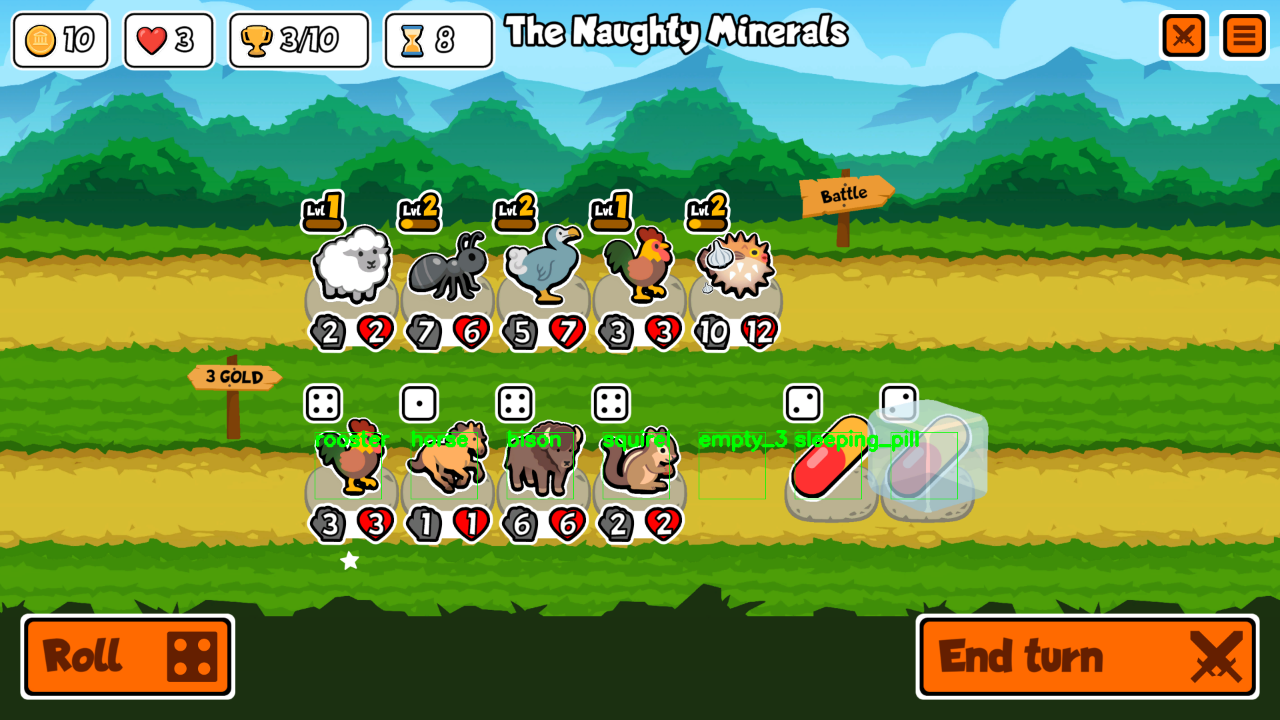 10
3
3/10
8
The Naughty Minerals
Battle
Lvl 1
Lvl 2
Lvl 2
Lvl 1
Lvl 2
2 2
7 6
5 7
3 3
10 12
3 GOLD
rooster
horse
bison
squirrel
empty_3
sleeping_pill
3 3
1 1
6 6
2 2
Roll
End turn